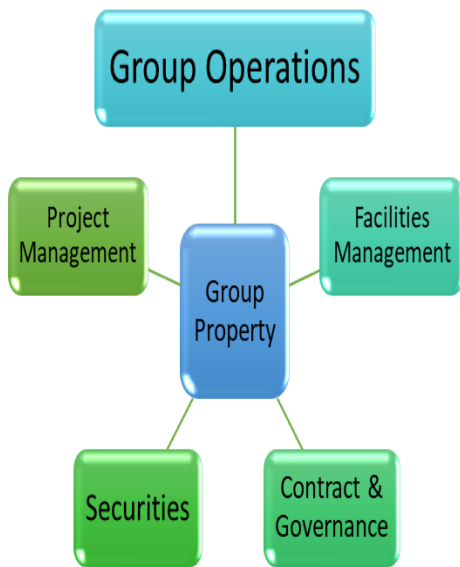 Group Operations
Project
Management
Facilities
Management
Group
Property
Securities
Contract &
Governance